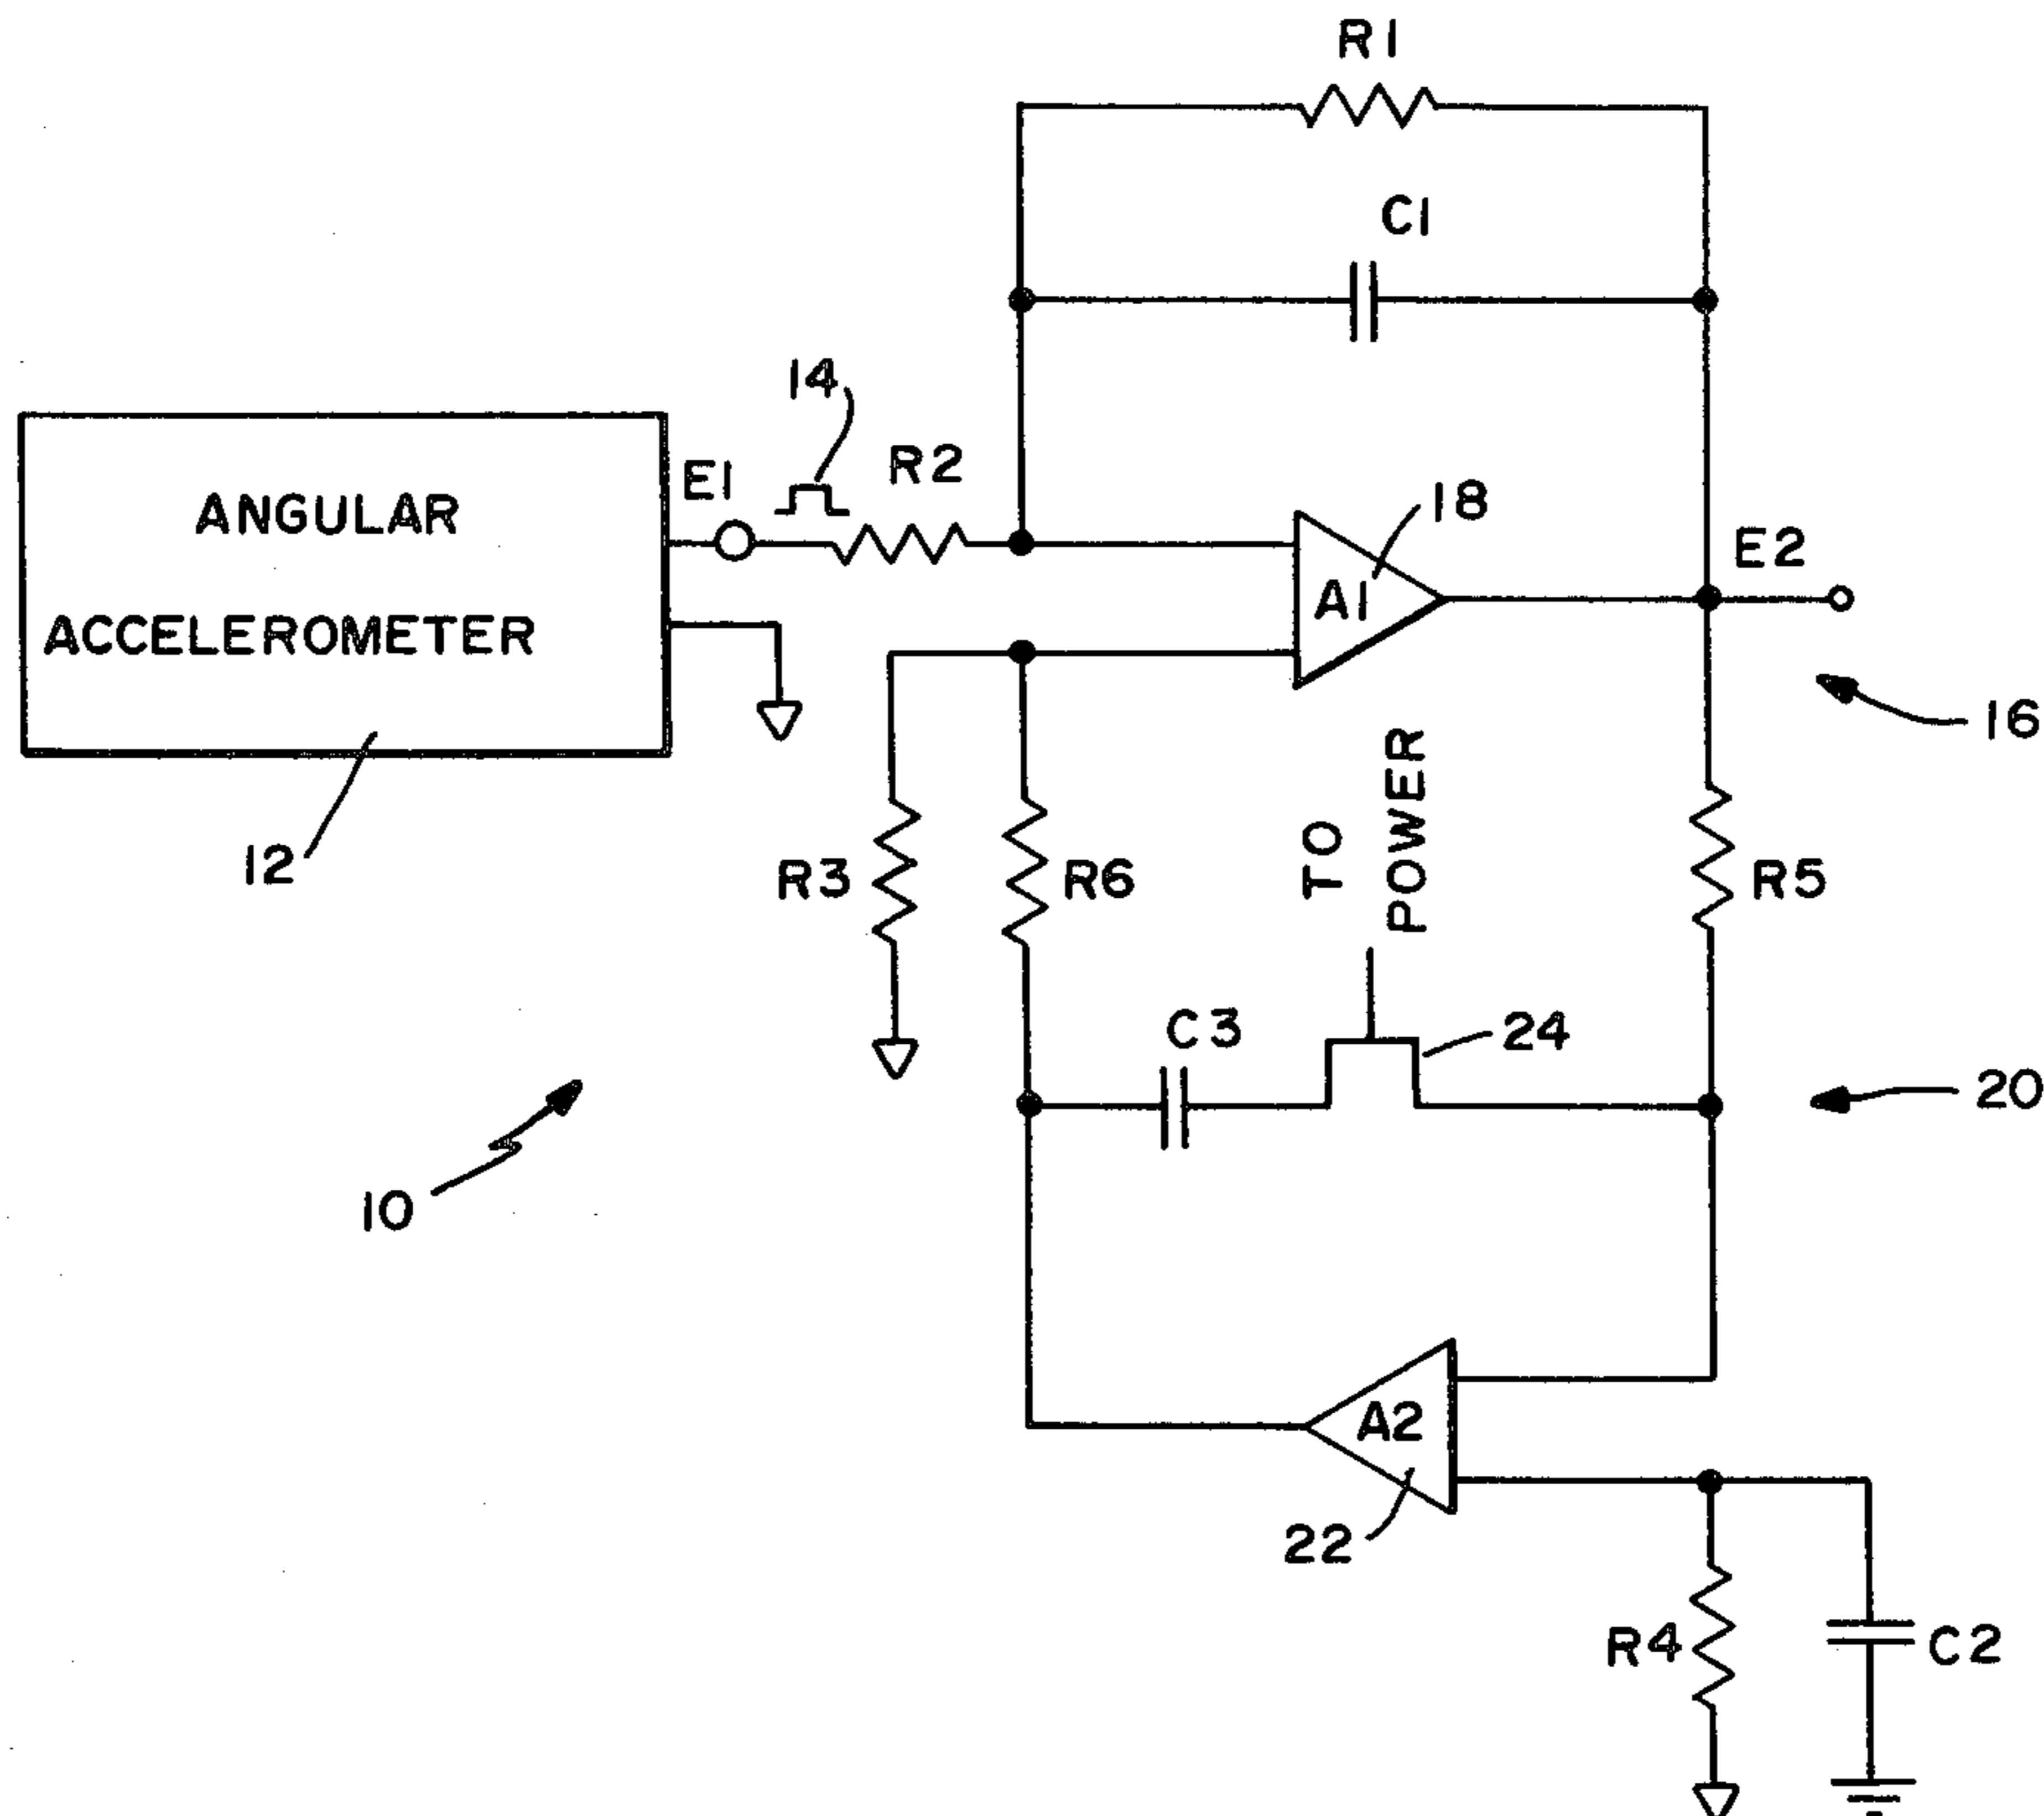 R1
C1
14
E1
R2
ANGULAR
ACCELEROMETER
18
A1
E2
16
12
R3
R6
TO
POWER
R5
C3
24
20
10
A2
22
R4
C2